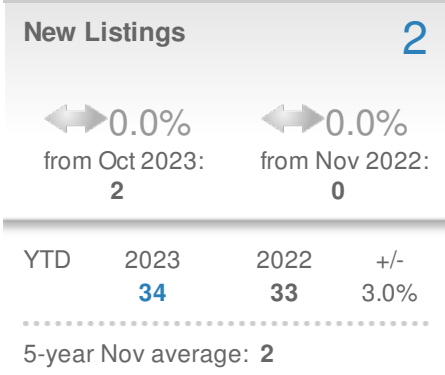 New Listings 2
0.0% 0.0%
from Oct 2023: from Nov 2022:
2 0
YTD 2023 2022 +/-
34 33 3.0%
5-year Nov average: 2